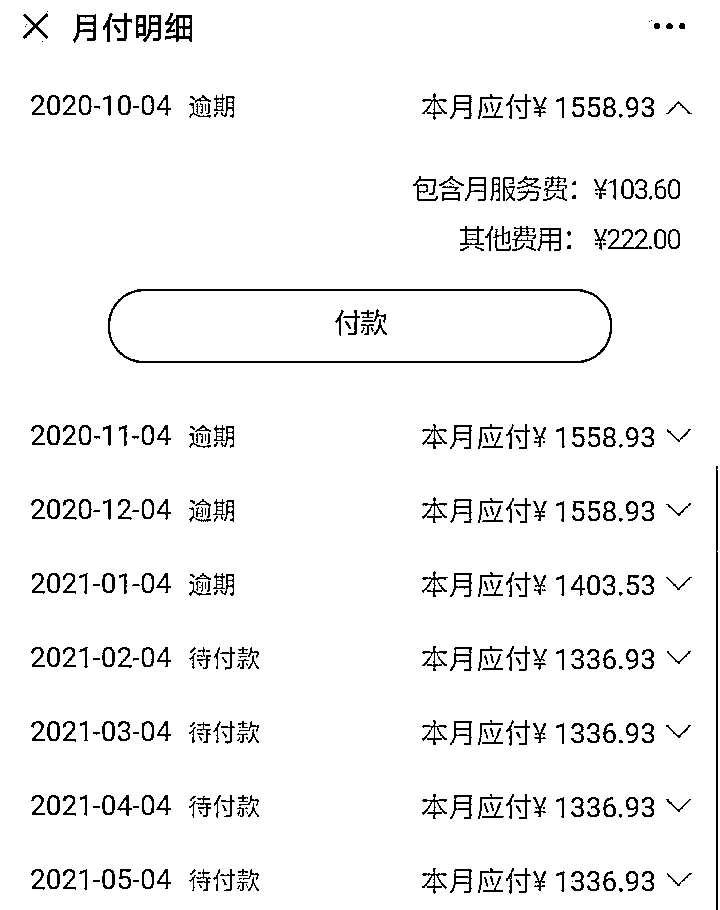 月付明细
2020-10-04 逾期 本月应付¥ 1558.93
包含月服务费：¥103.60
其他费用：¥222.00
付款
2020-11-04 逾期 本月应付¥ 1558.93
2020-12-04 逾期 本月应付¥ 1558.93
2021-01-04 逾期 本月应付¥ 1403.53
2021-02-04 待付款 本月应付¥ 1336.93
2021-03-04 待付款 本月应付¥ 1336.93
2021-04-04 待付款 本月应付¥ 1336.93
2021-05-04 待付款 本月应付¥ 1336.93